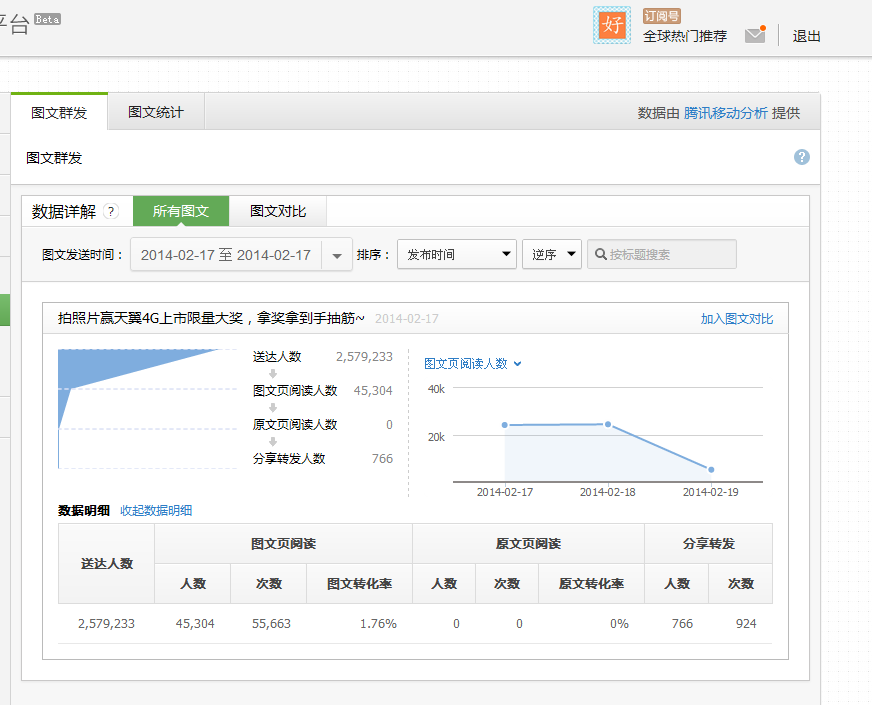 平台 Beta
好
订阅号
全球热门推荐
退出
图文群发 图文统计 数据由 腾讯移动分析 提供
图文群发 ?
数据详解 ? 所有图文 图文对比
图文发送时间： 2014-02-17 至 2014-02-17 排序： 发布时间 逆序 按标题搜索
拍照片赢天翼4G上市限量大奖，拿奖拿到手抽筋~ 2014-02-17 加入图文对比
送达人数 2,579,233
图文页阅读人数 45,304
原文页阅读人数 0
分享转发人数 766
图文页阅读人数
40k
20k
2014-02-17 2014-02-18 2014-02-19
数据明细 收起数据明细
送达人数 图文页阅读 原文页阅读 分享转发
人数 次数 图文转化率 人数 次数 原文转化率 人数 次数
2,579,233 45,304 55,663 1.76% 0 0 0% 766 924